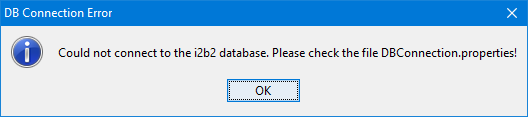 DB Connection Error
Could not connect to the i2b2 database. Please check the file DBConnection.properties!
OK